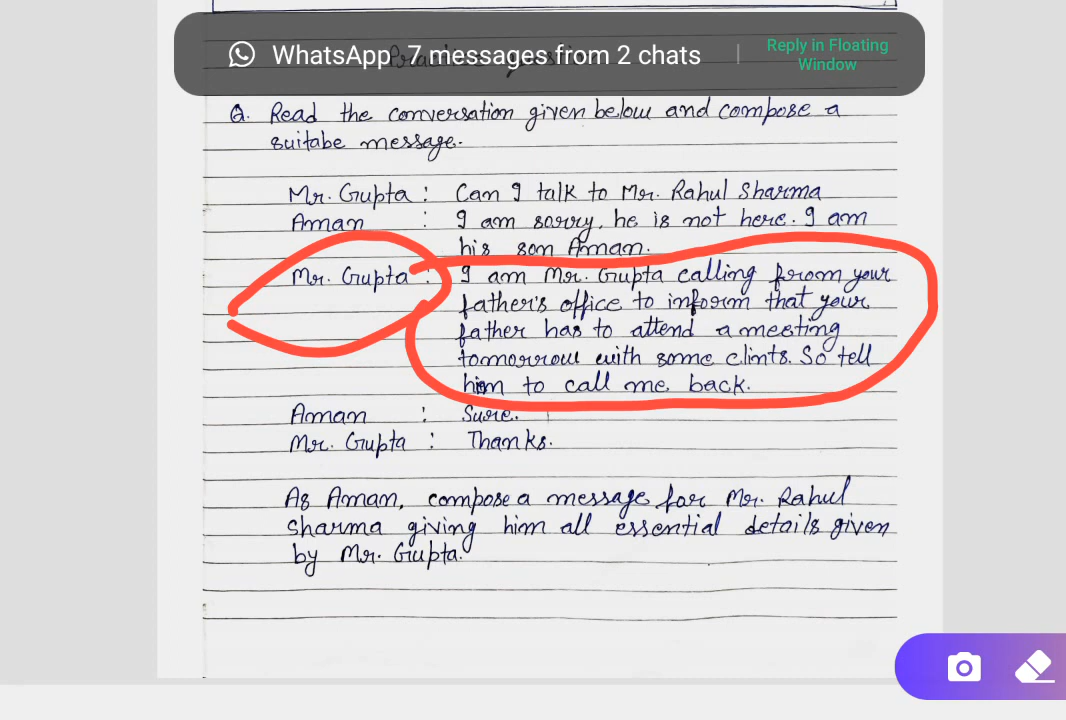 WhatsApp 7 messages from 2 chats
Reply in Floating
Window
Q. Read the conversation given below and compose a
suitabe message.
Mr. Gupta : Can I talk to Mr. Rahul Sharma
Aman : I am sorry, he is not here. I am
his son Aman.
Mr. Gupta : I am Mr. Gupta calling from your
father's office to inform that your
father has to attend a meeting
tomorrow with some clints. So tell
him to call me back.
Aman : Sure.
Mr. Gupta : Thanks.
As Aman, compose a message for Mr. Rahul
Sharma giving him all essential details given
by Mr. Gupta.